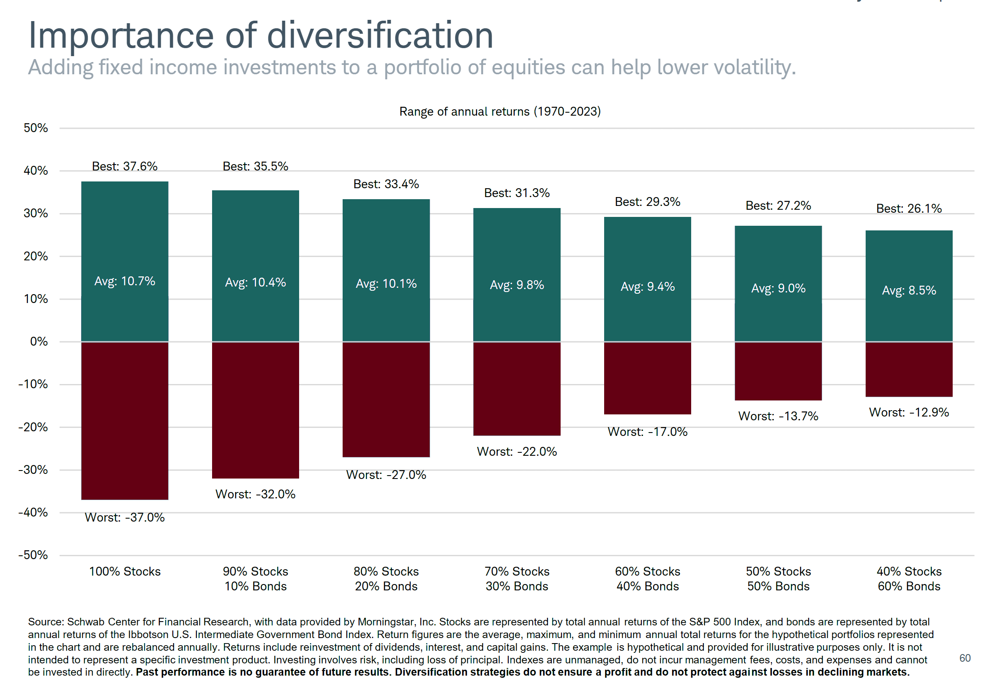 Importance of diversification
Adding fixed income investments to a portfolio of equities can help lower volatility.
Range of annual returns (1970-2023)
50%
40%
30%
20%
10%
0%
-10%
-20%
-30%
-40%
-50%
Best: 37.6%
Best: 35.5%
Best: 33.4%
Best: 31.3%
Best: 29.3%
Best: 27.2%
Best: 26.1%
Avg: 10.7%
Avg: 10.4%
Avg: 10.1%
Avg: 9.8%
Avg: 9.4%
Avg: 9.0%
Avg: 8.5%
Worst: -37.0%
Worst: -32.0%
Worst: -27.0%
Worst: -22.0%
Worst: -17.0%
Worst: -13.7%
Worst: -12.9%
100% Stocks
90% Stocks
10% Bonds
80% Stocks
20% Bonds
70% Stocks
30% Bonds
60% Stocks
40% Bonds
50% Stocks
50% Bonds
40% Stocks
60% Bonds
Source: Schwab Center for Financial Research, with data provided by Morningstar, Inc. Stocks are represented by total annual returns of the S&P 500 Index, and bonds are represented by total
annual returns of the Ibbotson U.S. Intermediate Government Bond Index. Return figures are the average, maximum, and minimum annual total returns for the hypothetical portfolios represented
in the chart and are rebalanced annually. Returns include reinvestment of dividends, interest, and capital gains. The example is hypothetical and provided for illustrative purposes only. It is not
intended to represent a specific investment product. Investing involves risk, including loss of principal. Indexes are unmanaged, do not incur management fees, costs, and expenses and cannot
be invested in directly. Past performance is no guarantee of future results. Diversification strategies do not ensure a profit and do not protect against losses in declining markets.
60